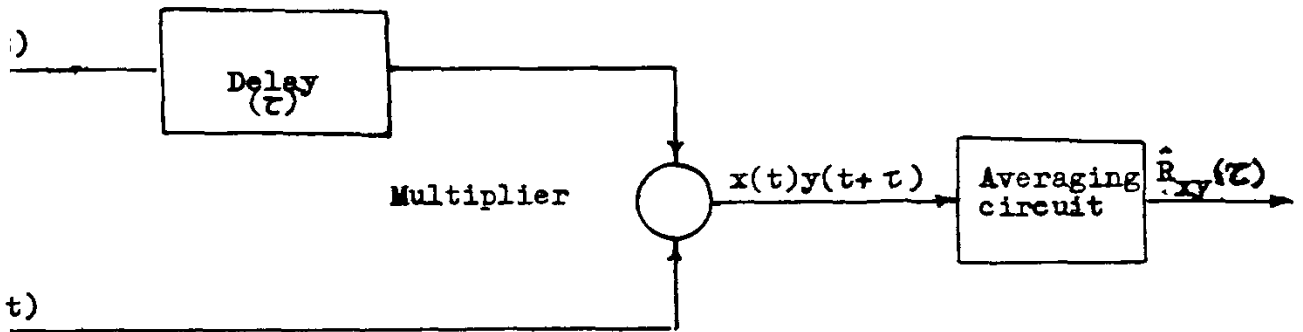 )
Delay
(τ)
Multiplier
x(t)y(t+ τ)
Averaging
circuit
R̂xy(τ)
t)